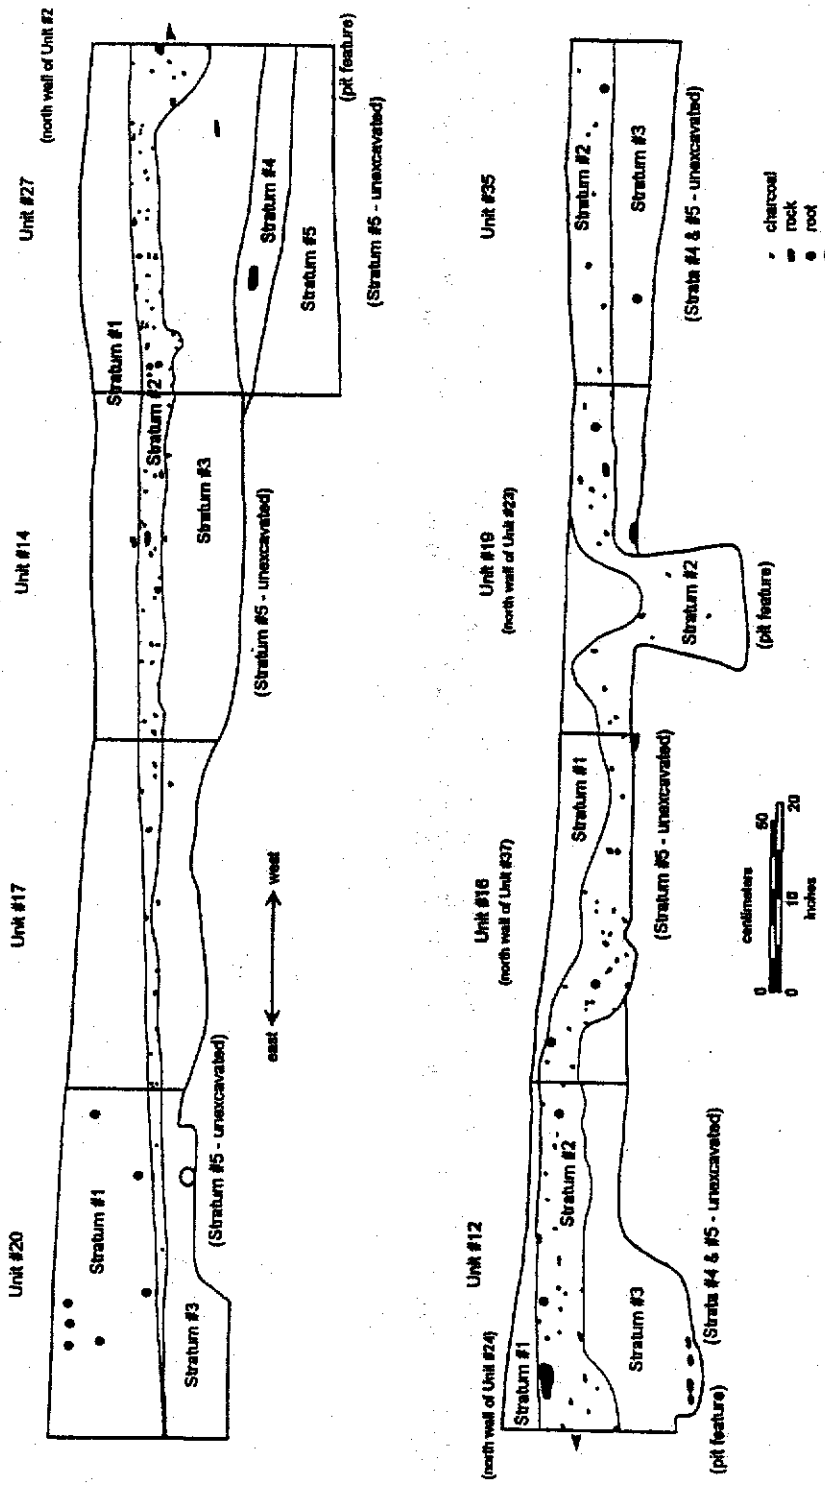 Unit #20
Unit #17
Unit #14
Unit #27
(north wall of Unit #2
Stratum #1
Stratum #1
Stratum #2
Stratum #3
Stratum #3
Stratum #4
Stratum #5
(Stratum #5 - unexcavated)
(Stratum #5 - unexcavated)
(Stratum #5 - unexcavated)
(pit feature)
east
west
(north wall of Unit #24)
Unit #12
Unit #16
(north wall of Unit #37)
Unit #19
(north wall of Unit #23)
Unit #35
Stratum #1
Stratum #2
Stratum #3
Stratum #1
Stratum #2
Stratum #2
Stratum #3
(pit feature)
(Strata #4 & #5 - unexcavated)
(Stratum #5 - unexcavated)
(pit feature)
(Strata #4 & #5 - unexcavated)
centimeters
0 50
0 10 20
inches
charcoal
rock
root